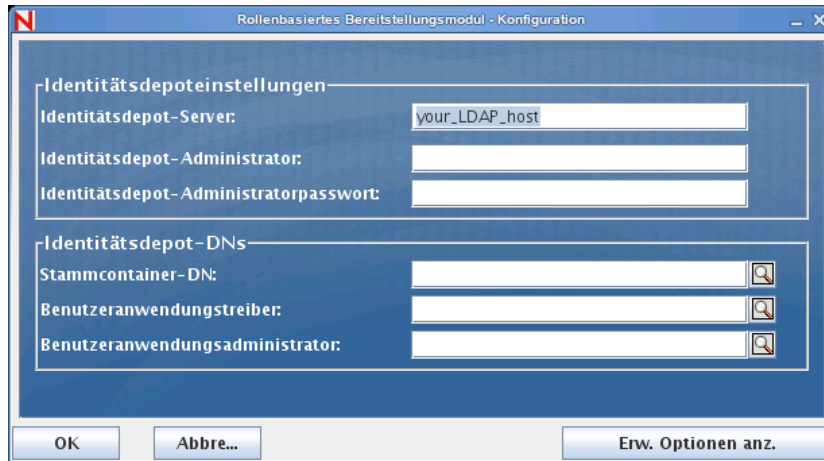 Rollenbasiertes Bereitstellungsmodul - Konfiguration
Identitätsdepoteinstellungen
Identitätsdepot-Server: your_LDAP_host
Identitätsdepot-Administrator:
Identitätsdepot-Administratorpasswort:
Identitätsdepot-DNs
Stammcontainer-DN:
Benutzeranwendungstreiber:
Benutzeranwendungsadministrator:
OK Abbre... Erw. Optionen anz.